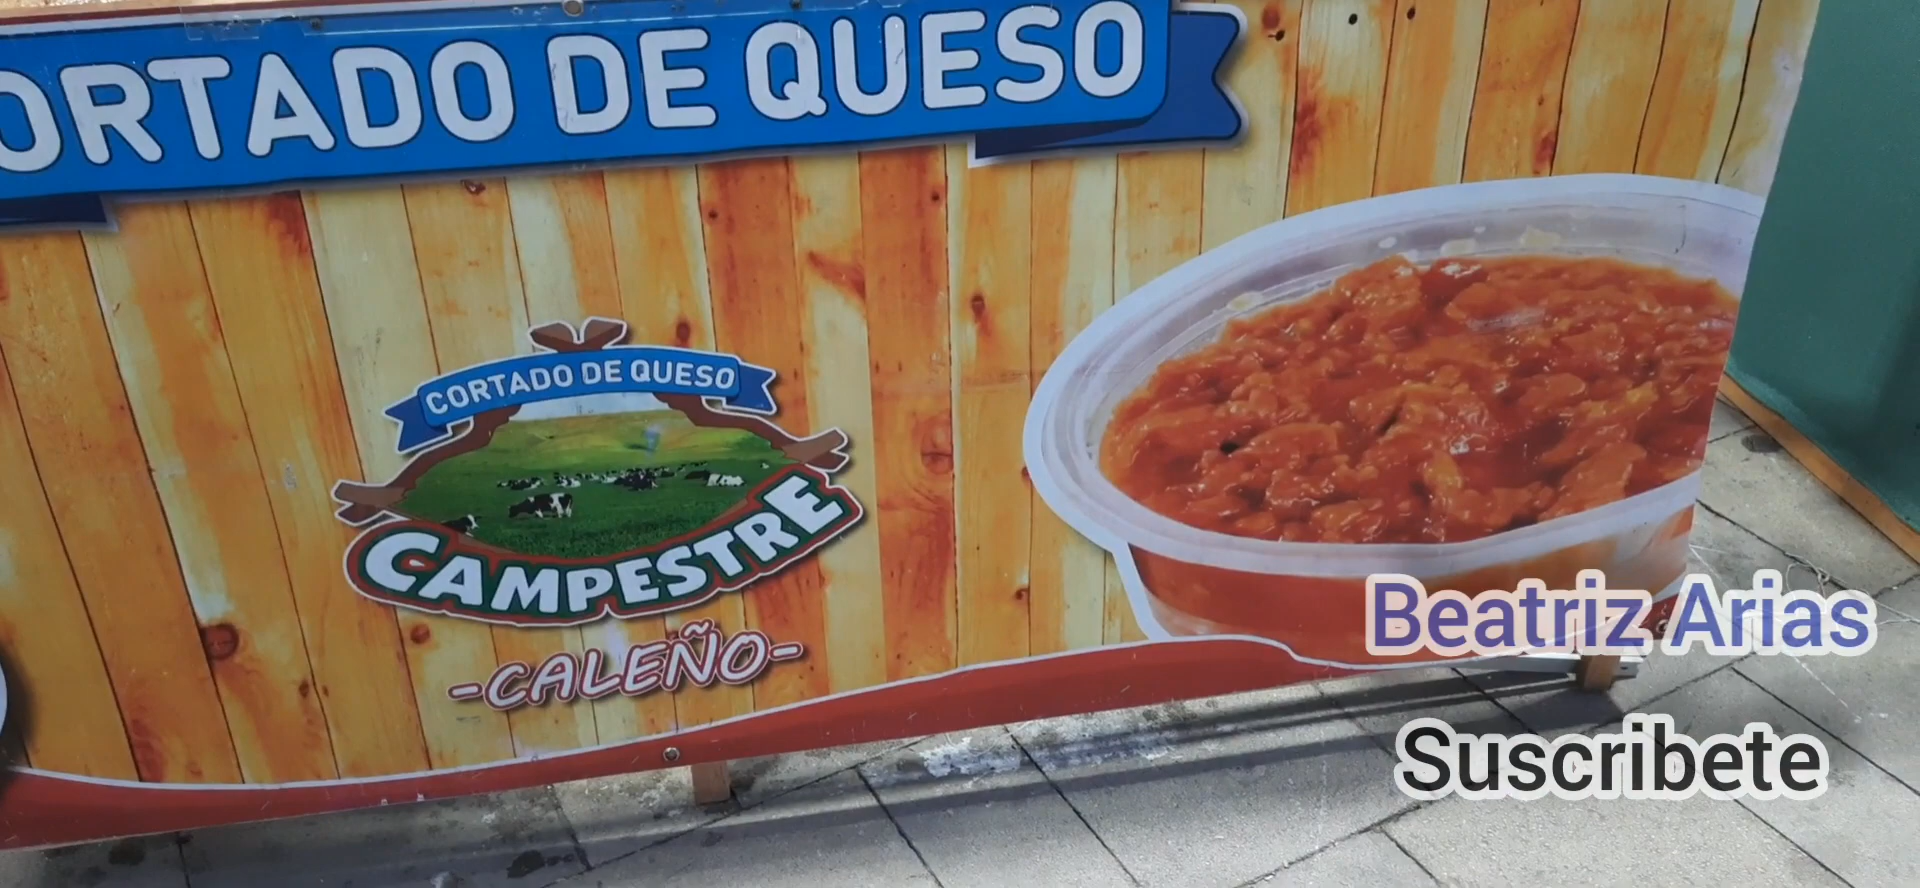 ORTADO DE QUESO
CORTADO DE QUESO
CAMPESTRE
-CALEÑO-
Beatriz Arias
Suscribete